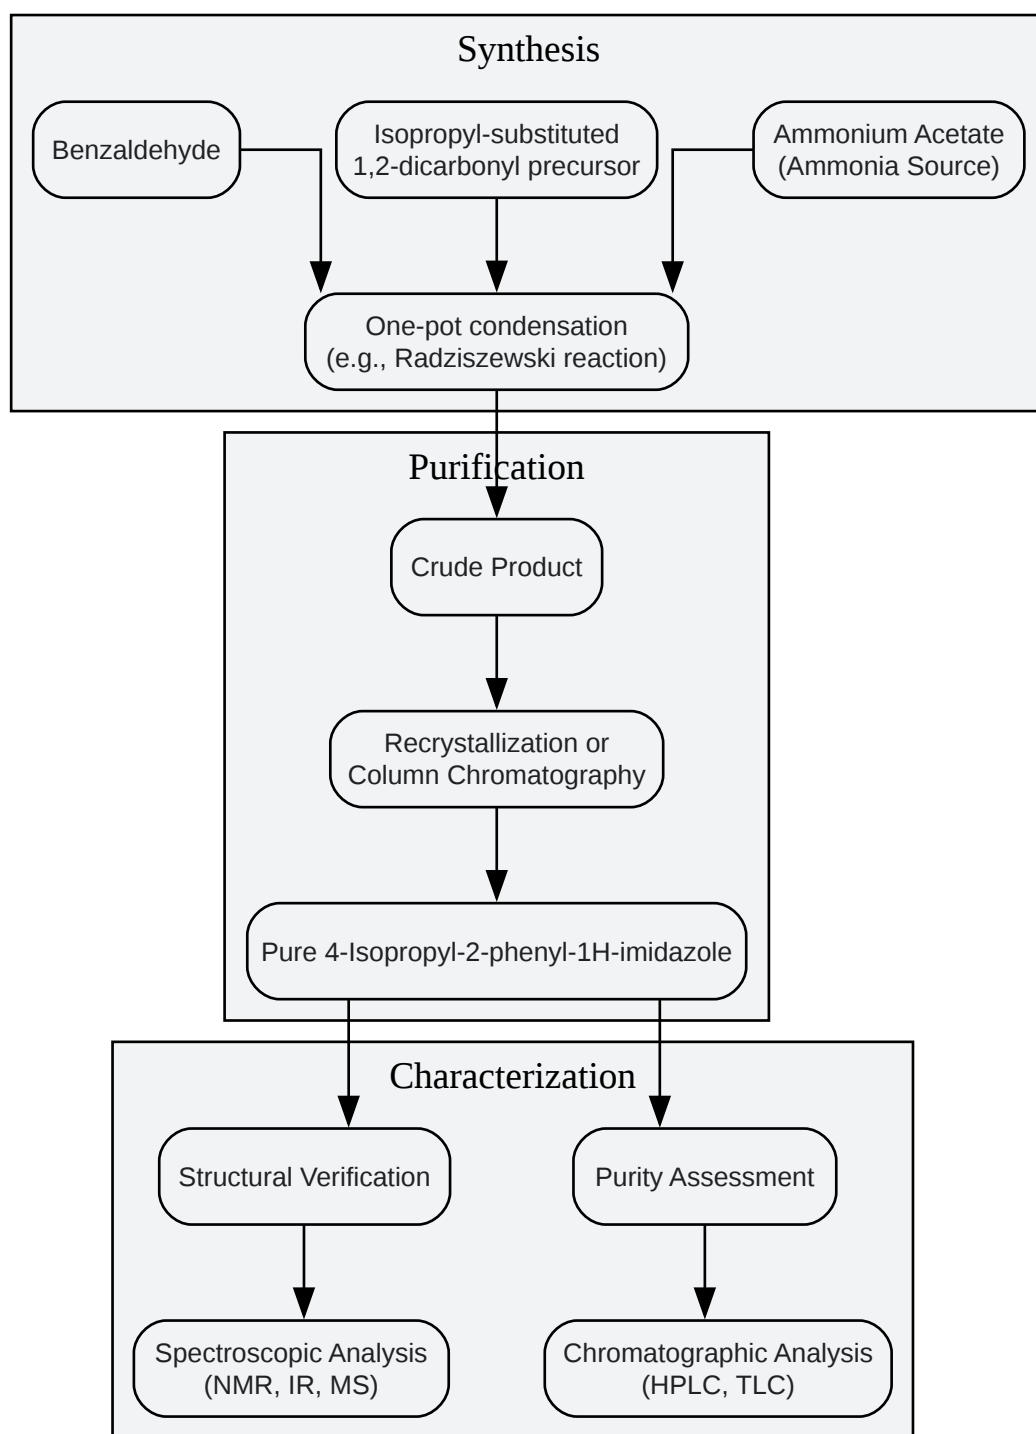 Synthesis
Benzaldehyde
Isopropyl-substituted
1,2-dicarbonyl precursor
Ammonium Acetate
(Ammonia Source)
One-pot condensation
(e.g., Radziszewski reaction)
Purification
Crude Product
Recrystallization or
Column Chromatography
Pure 4-Isopropyl-2-phenyl-1H-imidazole
Characterization
Structural Verification
Purity Assessment
Spectroscopic Analysis
(NMR, IR, MS)
Chromatographic Analysis
(HPLC, TLC)